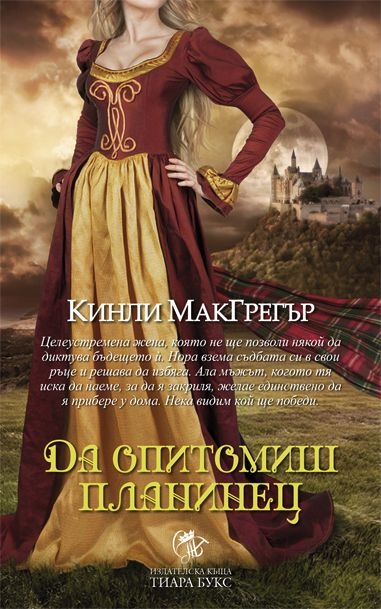 Кинли МакГрегър
Целеустремена жена, която не ще позволи някой да
диктува бъдещето ѝ. Нора взема съдбата си в свои
ръце и решава да избяга. Ала мъжът, когото тя
иска да наеме, за да я закриля, желае единствено да
я прибере у дома. Нека видим кой ще победи.
Да опитомиш
планинец
ИЗДАТЕЛСКА КЪЩА
ТИАРА БУКС